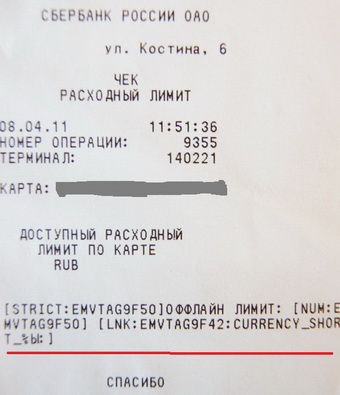 СБЕРБАНК РОССИИ ОАО
ул. Костина, 6
ЧЕК
РАСХОДНЫЙ ЛИМИТ
08.04.11 11:51:36
НОМЕР ОПЕРАЦИИ: 9355
ТЕРМИНАЛ: 140221
КАРТА:
ДОСТУПНЫЙ РАСХОДНЫЙ
ЛИМИТ ПО КАРТЕ
RUB
[STRICT:EMVTAG9F50]ОФФЛАЙН ЛИМИТ: [NUM:E
MVTAG9F50] [LNK:EMVTAG9F42:CURRENCY_SHOR
T_%Ы:]
СПАСИБО